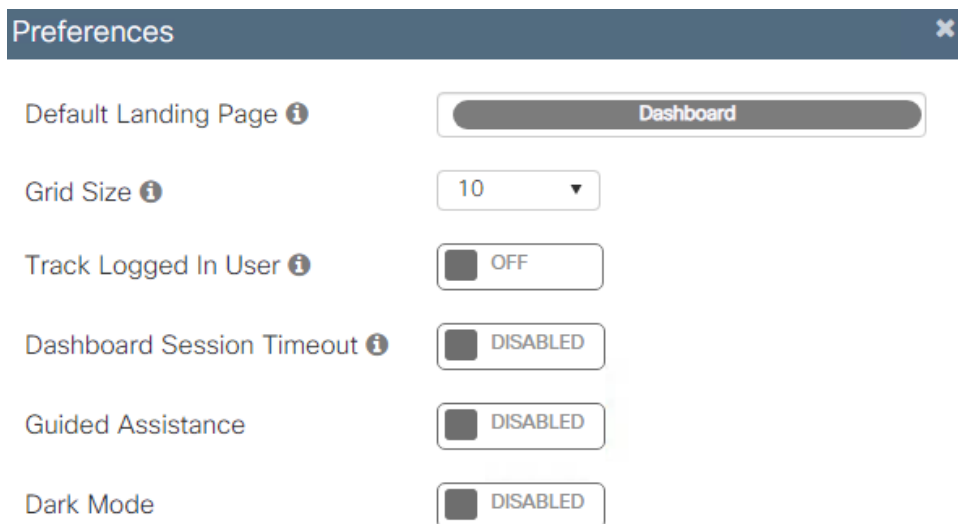 Preferences
Default Landing Page Dashboard
Grid Size 10
Track Logged In User OFF
Dashboard Session Timeout DISABLED
Guided Assistance DISABLED
Dark Mode DISABLED